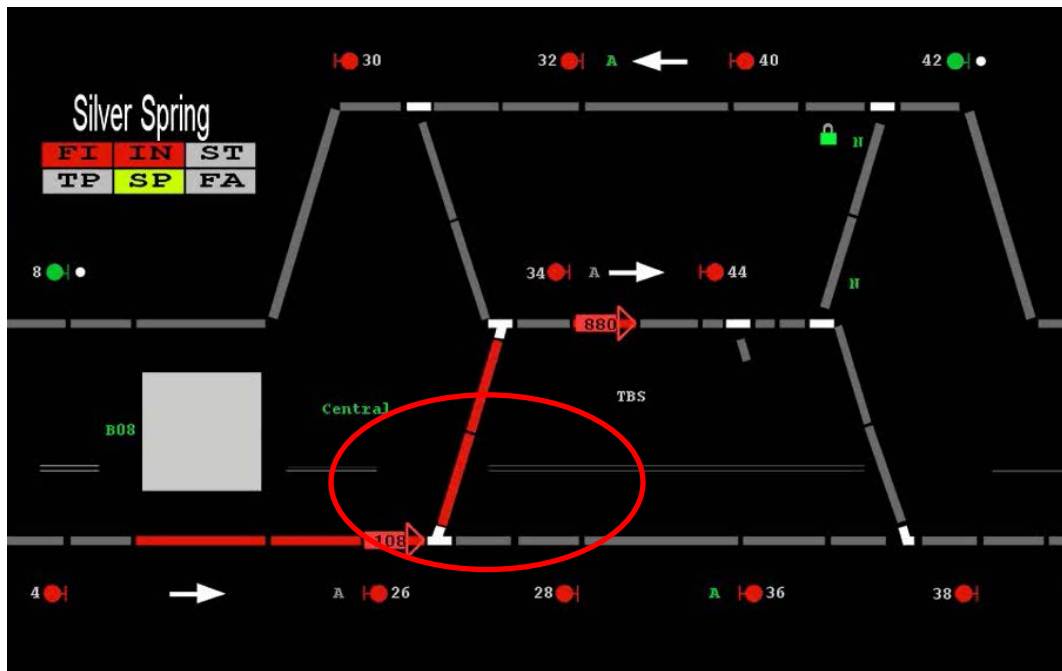 30 32 A 40 42
Silver Spring
FI IN ST
TP SP FA
N
8 34 A 44
N
880
TBS
Central
B08
108
4 A 26 28 A 36 38